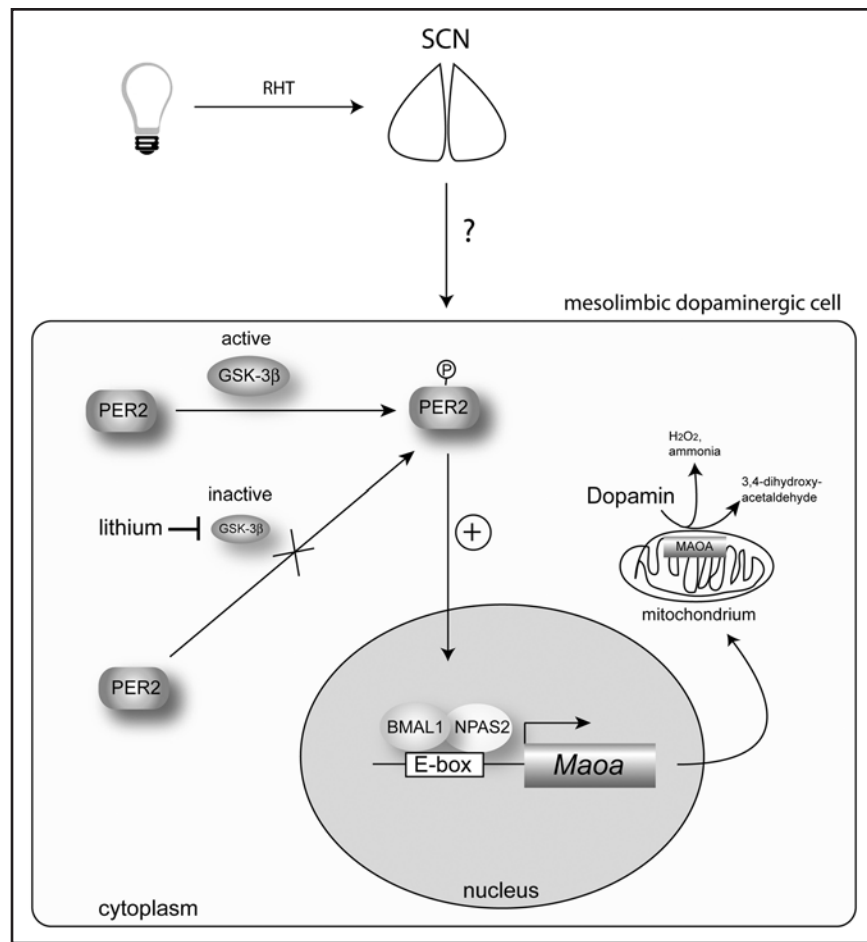 SCN
RHT
?
mesolimbic dopaminergic cell
active
GSK-3β
P
PER2
PER2
H2O2,
ammonia
3,4-dihydroxy-
acetaldehyde
Dopamin
inactive
lithium
GSK-3β
+
MAOA
mitochondrium
PER2
BMAL1
NPAS2
E-box
Maoa
nucleus
cytoplasm